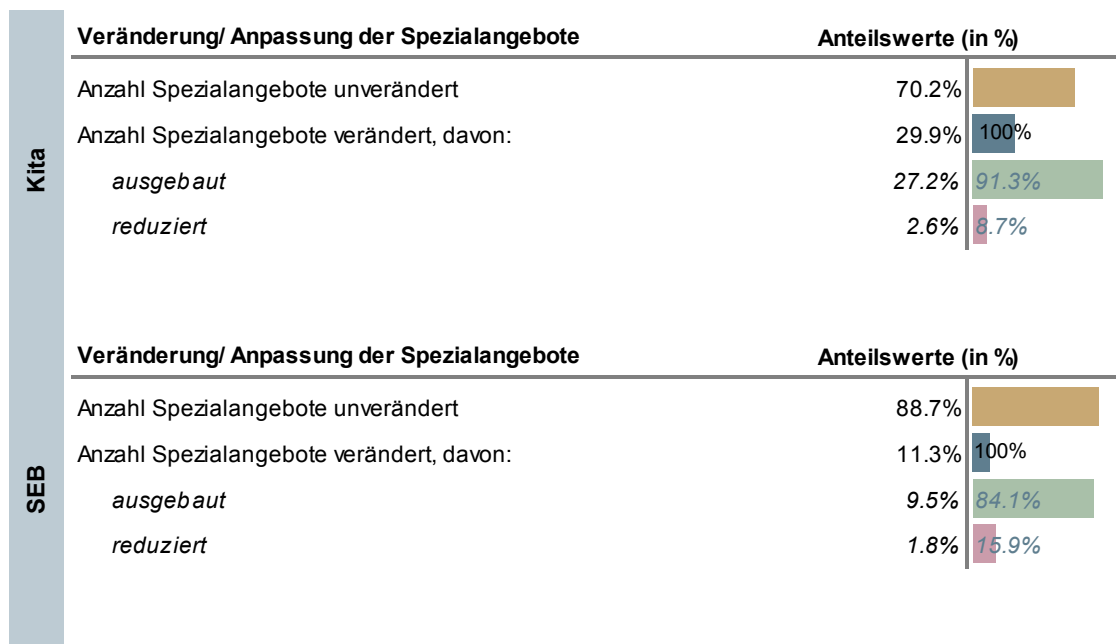 Kita
Veränderung/ Anpassung der Spezialangebote Anteilswerte (in %)
Anzahl Spezialangebote unverändert 70.2%
Anzahl Spezialangebote verändert, davon: 29.9% 100%
ausgebaut 27.2% 91.3%
reduziert 2.6% 8.7%
SEB
Veränderung/ Anpassung der Spezialangebote Anteilswerte (in %)
Anzahl Spezialangebote unverändert 88.7%
Anzahl Spezialangebote verändert, davon: 11.3% 100%
ausgebaut 9.5% 84.1%
reduziert 1.8% 15.9%